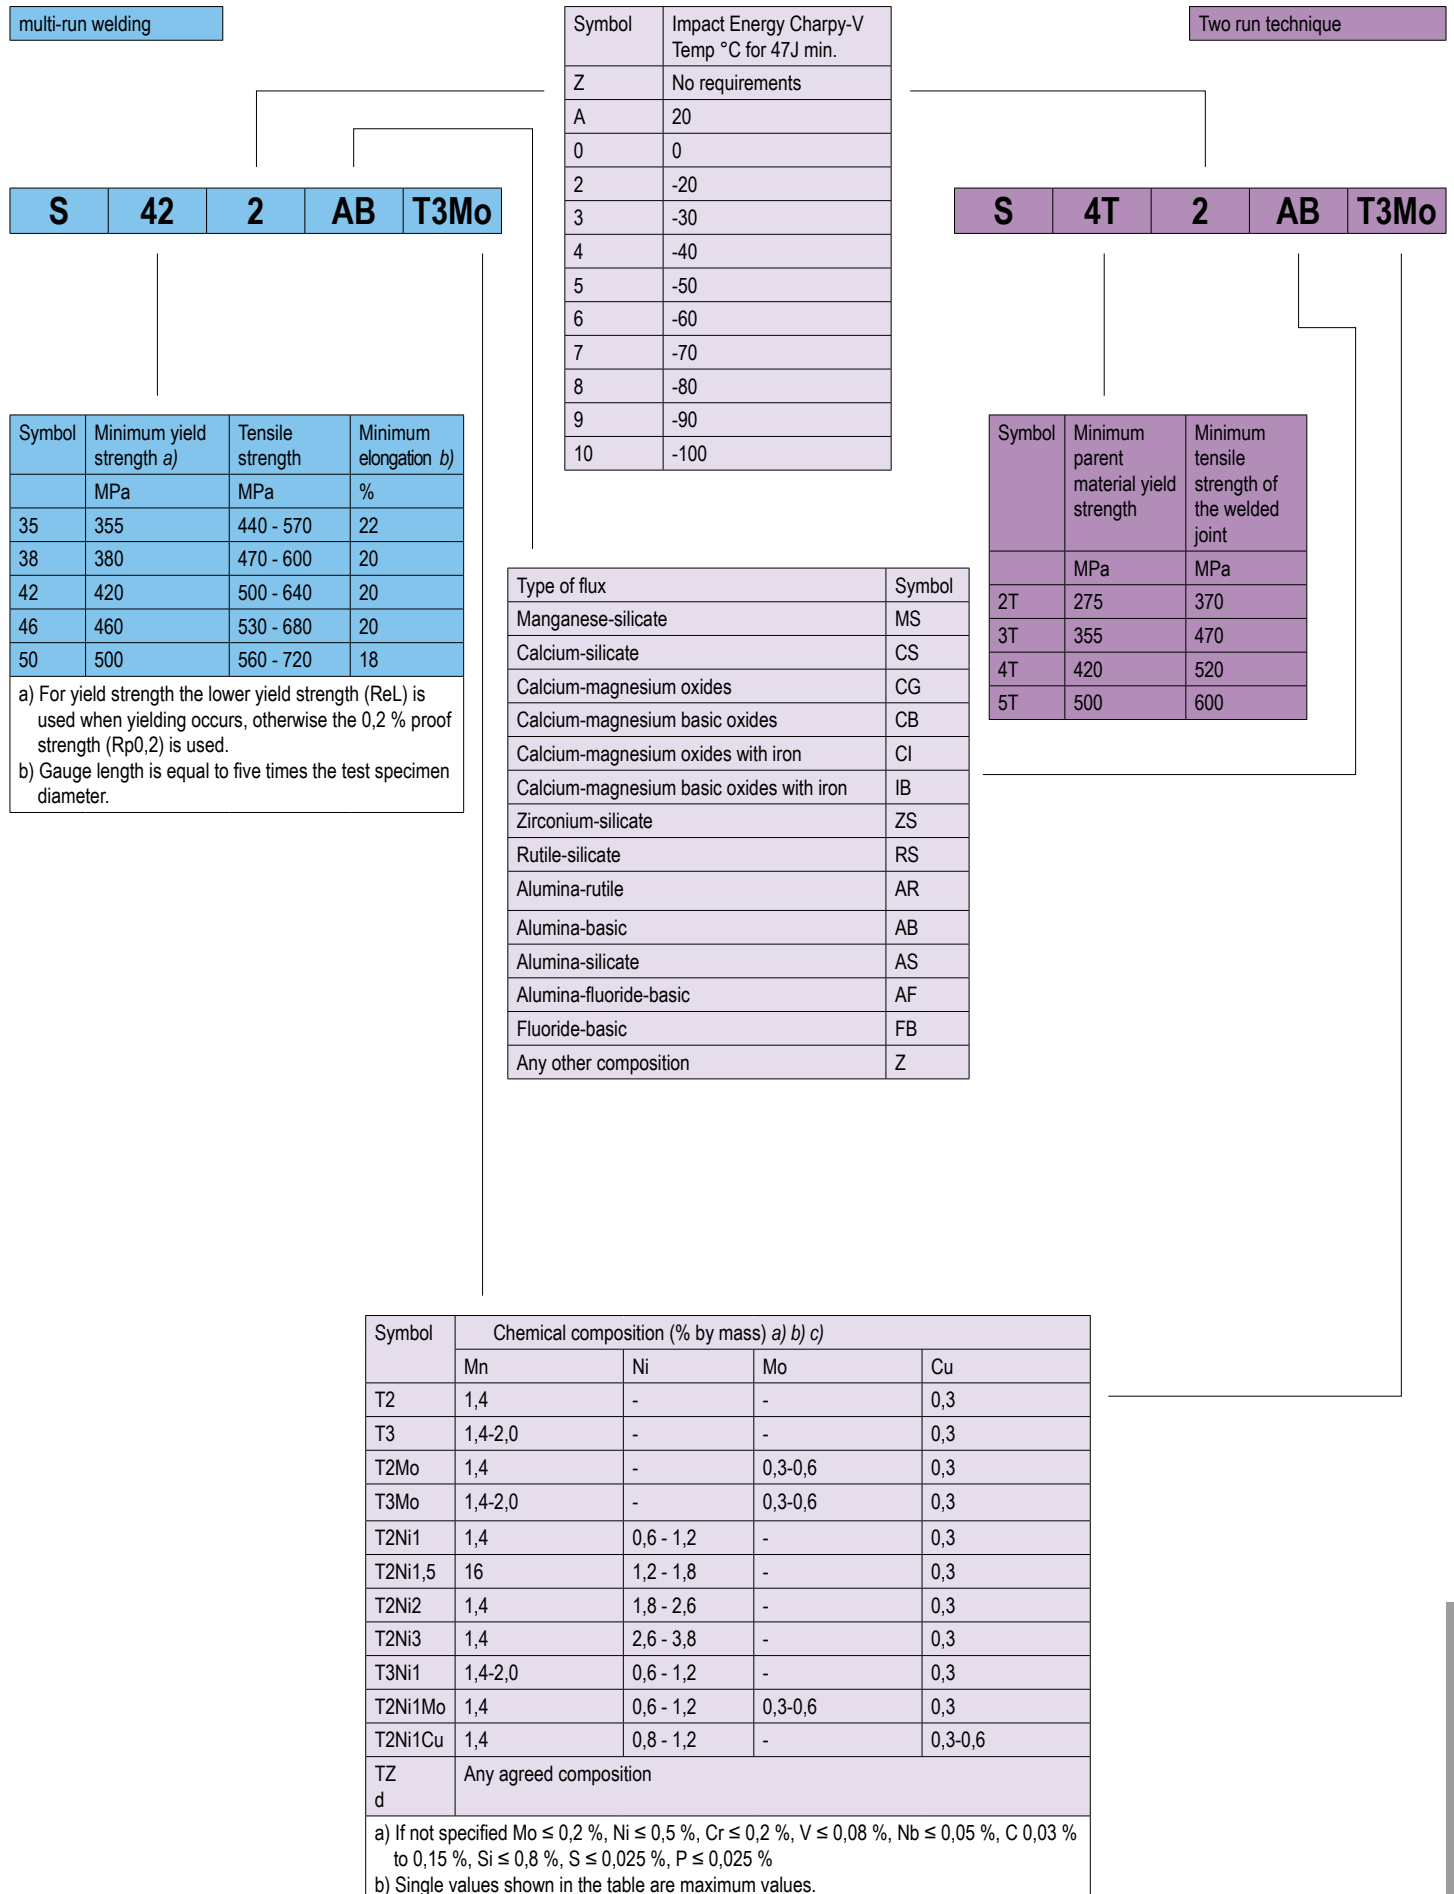 multi-run welding
Two run technique
Symbol Impact Energy Charpy-V
Temp °C for 47J min.
Z No requirements
A 20
0 0
2 -20
3 -30
4 -40
5 -50
6 -60
7 -70
8 -80
9 -90
10 -100
S 42 2 AB T3Mo
S 4T 2 AB T3Mo
Symbol Minimum yield Tensile Minimum
strength a) strength elongation b)
MPa MPa %
35 355 440 - 570 22
38 380 470 - 600 20
42 420 500 - 640 20
46 460 530 - 680 20
50 500 560 - 720 18
a) For yield strength the lower yield strength (ReL) is
used when yielding occurs, otherwise the 0,2 % proof
strength (Rp0,2) is used.
b) Gauge length is equal to five times the test specimen
diameter.
Symbol Minimum Minimum
parent tensile
material yield strength of
strength the welded
joint
MPa MPa
2T 275 370
3T 355 470
4T 420 520
5T 500 600
Type of flux Symbol
Manganese-silicate MS
Calcium-silicate CS
Calcium-magnesium oxides CG
Calcium-magnesium basic oxides CB
Calcium-magnesium oxides with iron CI
Calcium-magnesium basic oxides with iron IB
Zirconium-silicate ZS
Rutile-silicate RS
Alumina-rutile AR
Alumina-basic AB
Alumina-silicate AS
Alumina-fluoride-basic AF
Fluoride-basic FB
Any other composition Z
Symbol Chemical composition (% by mass) a) b) c)
Mn Ni Mo Cu
T2 1,4 - - 0,3
T3 1,4-2,0 - - 0,3
T2Mo 1,4 - 0,3-0,6 0,3
T3Mo 1,4-2,0 - 0,3-0,6 0,3
T2Ni1 1,4 0,6 - 1,2 - 0,3
T2Ni1,5 16 1,2 - 1,8 - 0,3
T2Ni2 1,4 1,8 - 2,6 - 0,3
T2Ni3 1,4 2,6 - 3,8 - 0,3
T3Ni1 1,4-2,0 0,6 - 1,2 - 0,3
T2Ni1Mo 1,4 0,6 - 1,2 0,3-0,6 0,3
T2Ni1Cu 1,4 0,8 - 1,2 - 0,3-0,6
TZ Any agreed composition
d
a) If not specified Mo ≤ 0,2 %, Ni ≤ 0,5 %, Cr ≤ 0,2 %, V ≤ 0,08 %, Nb ≤ 0,05 %, C 0,03 %
to 0,15 %, Si ≤ 0,8 %, S ≤ 0,025 %, P ≤ 0,025 %
b) Single values shown in the table are maximum values.